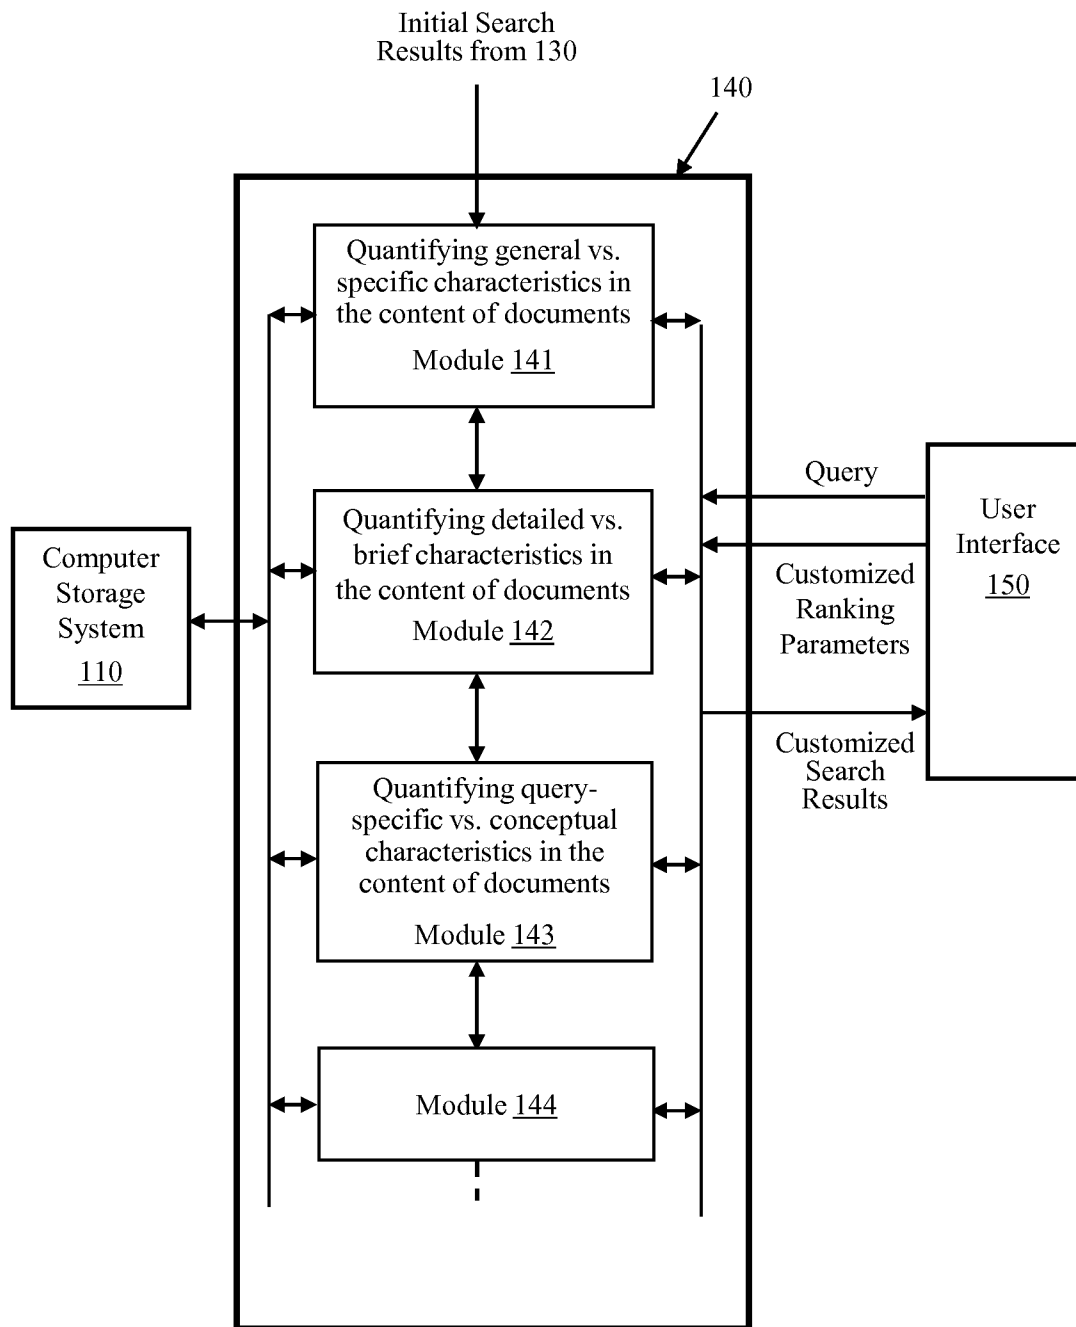 Initial Search
Results from 130
140
Quantifying general vs.
specific characteristics in
the content of documents
Module 141
Query
User
Interface
150
Quantifying detailed vs.
brief characteristics in
the content of documents
Module 142
Computer
Storage
System
110
Customized
Ranking
Parameters
Customized
Search
Results
Quantifying query-
specific vs. conceptual
characteristics in the
content of documents
Module 143
Module 144